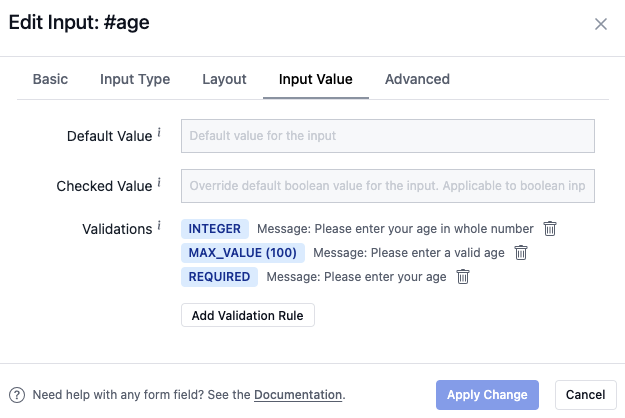 Edit Input: #age
Basic Input Type Layout Input Value Advanced
Default Value i Default value for the input
Checked Value i Override default boolean value for the input. Applicable to boolean inp
Validations i INTEGER Message: Please enter your age in whole number
MAX_VALUE (100) Message: Please enter a valid age
REQUIRED Message: Please enter your age
Add Validation Rule
? Need help with any form field? See the Documentation. Apply Change Cancel